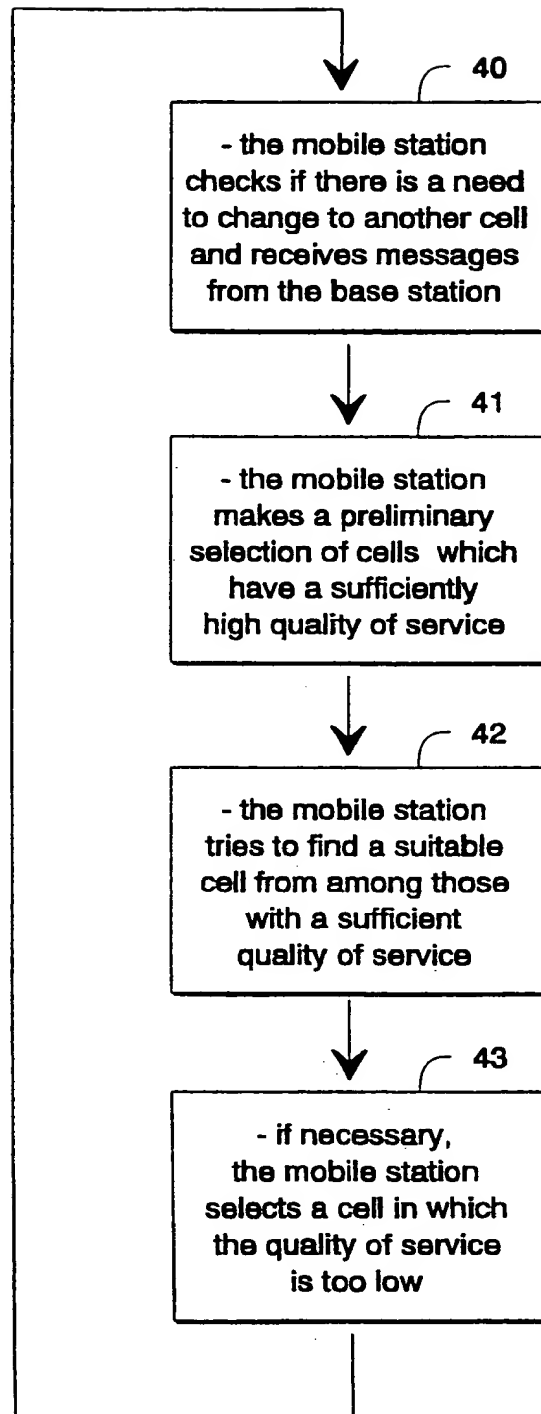 40
- the mobile station
checks if there is a need
to change to another cell
and receives messages
from the base station
41
- the mobile station
makes a preliminary
selection of cells which
have a sufficiently
high quality of service
42
- the mobile station
tries to find a suitable
cell from among those
with a sufficient
quality of service
43
- if necessary,
the mobile station
selects a cell in which
the quality of service
is too low